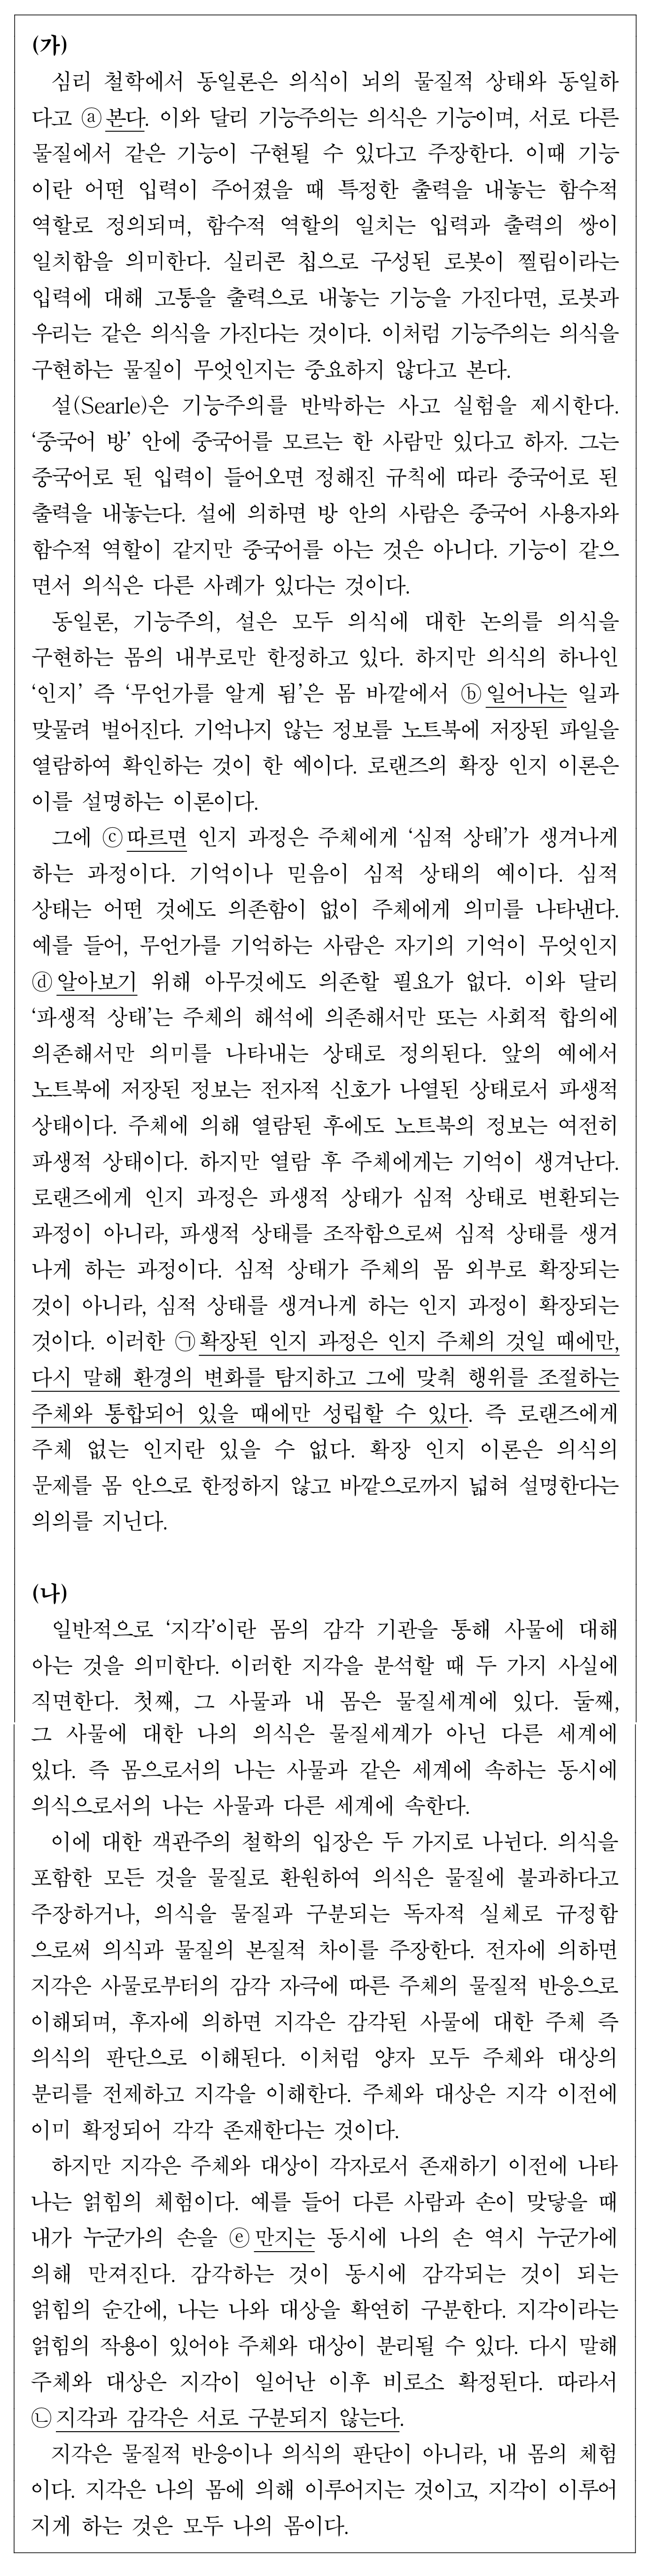 (가)
심리 철학에서 동일론은 의식이 뇌의 물질적 상태와 동일하
다고 ⓐ본다. 이와 달리 기능주의는 의식은 기능이며, 서로 다른
물질에서 같은 기능이 구현될 수 있다고 주장한다. 이때 기능
이란 어떤 입력이 주어졌을 때 특정한 출력을 내놓는 함수적
역할로 정의되며, 함수적 역할의 일치는 입력과 출력의 쌍이
일치함을 의미한다. 실리콘 칩으로 구성된 로봇이 찔림이라는
입력에 대해 고통을 출력으로 내놓는 기능을 가진다면, 로봇과
우리는 같은 의식을 가진다는 것이다. 이처럼 기능주의는 의식을
구현하는 물질이 무엇인지는 중요하지 않다고 본다.
설(Searle)은 기능주의를 반박하는 사고 실험을 제시한다.
‘중국어 방’ 안에 중국어를 모르는 한 사람만 있다고 하자. 그는
중국어로 된 입력이 들어오면 정해진 규칙에 따라 중국어로 된
출력을 내놓는다. 설에 의하면 방 안의 사람은 중국어 사용자와
함수적 역할이 같지만 중국어를 아는 것은 아니다. 기능이 같으
면서 의식은 다른 사례가 있다는 것이다.
동일론, 기능주의, 설은 모두 의식에 대한 논의를 의식을
구현하는 몸의 내부로만 한정하고 있다. 하지만 의식의 하나인
‘인지’ 즉 ‘무언가를 알게 됨’은 몸 바깥에서 ⓑ일어나는 일과
맞물려 벌어진다. 기억나지 않는 정보를 노트북에 저장된 파일을
열람하여 확인하는 것이 한 예이다. 로랜즈의 확장 인지 이론은
이를 설명하는 이론이다.
그에 ⓒ따르면 인지 과정은 주체에게 ‘심적 상태’가 생겨나게
하는 과정이다. 기억이나 믿음이 심적 상태의 예이다. 심적
상태는 어떤 것에도 의존함이 없이 주체에게 의미를 나타낸다.
예를 들어, 무언가를 기억하는 사람은 자기의 기억이 무엇인지
ⓓ알아보기 위해 아무것에도 의존할 필요가 없다. 이와 달리
‘파생적 상태’는 주체의 해석에 의존해서만 또는 사회적 합의에
의존해서만 의미를 나타내는 상태로 정의된다. 앞의 예에서
노트북에 저장된 정보는 전자적 신호가 나열된 상태로서 파생적
상태이다. 주체에 의해 열람된 후에도 노트북의 정보는 여전히
파생적 상태이다. 하지만 열람 후 주체에게는 기억이 생겨난다.
로랜즈에게 인지 과정은 파생적 상태가 심적 상태로 변환되는
과정이 아니라, 파생적 상태를 조작함으로써 심적 상태를 생겨
나게 하는 과정이다. 심적 상태가 주체의 몸 외부로 확장되는
것이 아니라, 심적 상태를 생겨나게 하는 인지 과정이 확장되는
것이다. 이러한 ㉠확장된 인지 과정은 인지 주체의 것일 때에만,
다시 말해 환경의 변화를 탐지하고 그에 맞춰 행위를 조절하는
주체와 통합되어 있을 때에만 성립할 수 있다. 즉 로랜즈에게
주체 없는 인지란 있을 수 없다. 확장 인지 이론은 의식의
문제를 몸 안으로 한정하지 않고 바깥으로까지 넓혀 설명한다는
의의를 지닌다.
(나)
일반적으로 ‘지각’이란 몸의 감각 기관을 통해 사물에 대해
아는 것을 의미한다. 이러한 지각을 분석할 때 두 가지 사실에
직면한다. 첫째, 그 사물과 내 몸은 물질세계에 있다. 둘째,
그 사물에 대한 나의 의식은 물질세계가 아닌 다른 세계에
있다. 즉 몸으로서의 나는 사물과 같은 세계에 속하는 동시에
의식으로서의 나는 사물과 다른 세계에 속한다.
이에 대한 객관주의 철학의 입장은 두 가지로 나뉜다. 의식을
포함한 모든 것을 물질로 환원하여 의식은 물질에 불과하다고
주장하거나, 의식을 물질과 구분되는 독자적 실체로 규정함
으로써 의식과 물질의 본질적 차이를 주장한다. 전자에 의하면
지각은 사물로부터의 감각 자극에 따른 주체의 물질적 반응으로
이해되며, 후자에 의하면 지각은 감각된 사물에 대한 주체 즉
의식의 판단으로 이해된다. 이처럼 양자 모두 주체와 대상의
분리를 전제하고 지각을 이해한다. 주체와 대상은 지각 이전에
이미 확정되어 각각 존재한다는 것이다.
하지만 지각은 주체와 대상이 각자로서 존재하기 이전에 나타
나는 얽힘의 체험이다. 예를 들어 다른 사람과 손이 맞닿을 때
내가 누군가의 손을 ⓔ만지는 동시에 나의 손 역시 누군가에
의해 만져진다. 감각하는 것이 동시에 감각되는 것이 되는
얽힘의 순간에, 나는 나와 대상을 확연히 구분한다. 지각이라는
얽힘의 작용이 있어야 주체와 대상이 분리될 수 있다. 다시 말해
주체와 대상은 지각이 일어난 이후 비로소 확정된다. 따라서
㉡지각과 감각은 서로 구분되지 않는다.
지각은 물질적 반응이나 의식의 판단이 아니라, 내 몸의 체험
이다. 지각은 나의 몸에 의해 이루어지는 것이고, 지각이 이루어
지게 하는 것은 모두 나의 몸이다.